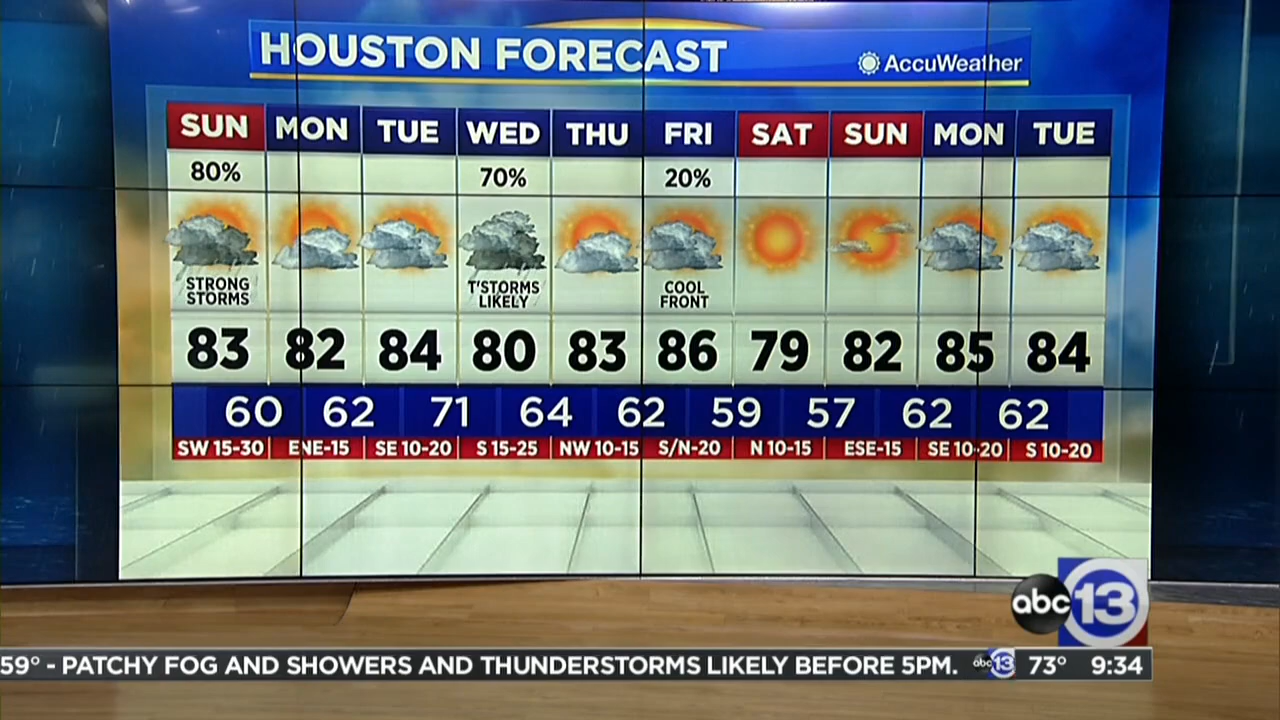 HOUSTON FORECAST
AccuWeather
SUN MON TUE WED THU FRI SAT SUN MON TUE
80% 70% 20%
STRONG STORMS
T'STORMS LIKELY
COOL FRONT
83 82 84 80 83 86 79 82 85 84
60 62 71 64 62 59 57 62 62
SW 15-30 ENE-15 SE 10-20 S 15-25 NW 10-15 S/N-20 N 10-15 ESE-15 SE 10-20 S 10-20
abc 13
59° - PATCHY FOG AND SHOWERS AND THUNDERSTORMS LIKELY BEFORE 5PM. abc 13 73° 9:34